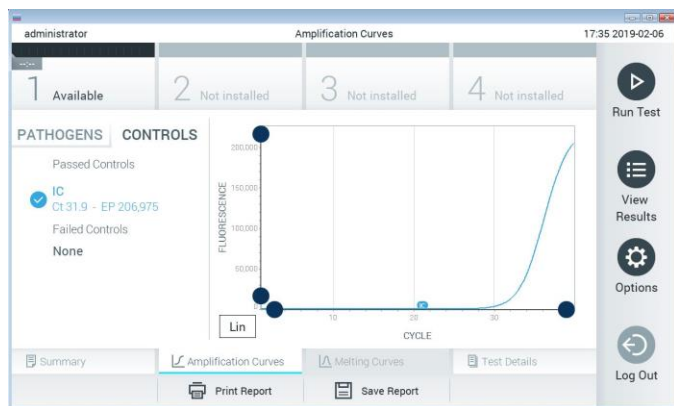 administrator
Amplification Curves
17:35 2019-02-06
--:--
1 Available
2 Not installed
3 Not installed
4 Not installed
Run Test
View
Results
Options
Log Out
PATHOGENS
CONTROLS
Passed Controls
IC
Ct 31.9 - EP 206,975
Failed Controls
None
FLUORESCENCE
200,000
150,000
50,000
0
IC
10
20
30
CYCLE
Lin
Summary
Amplification Curves
Melting Curves
Test Details
Print Report
Save Report